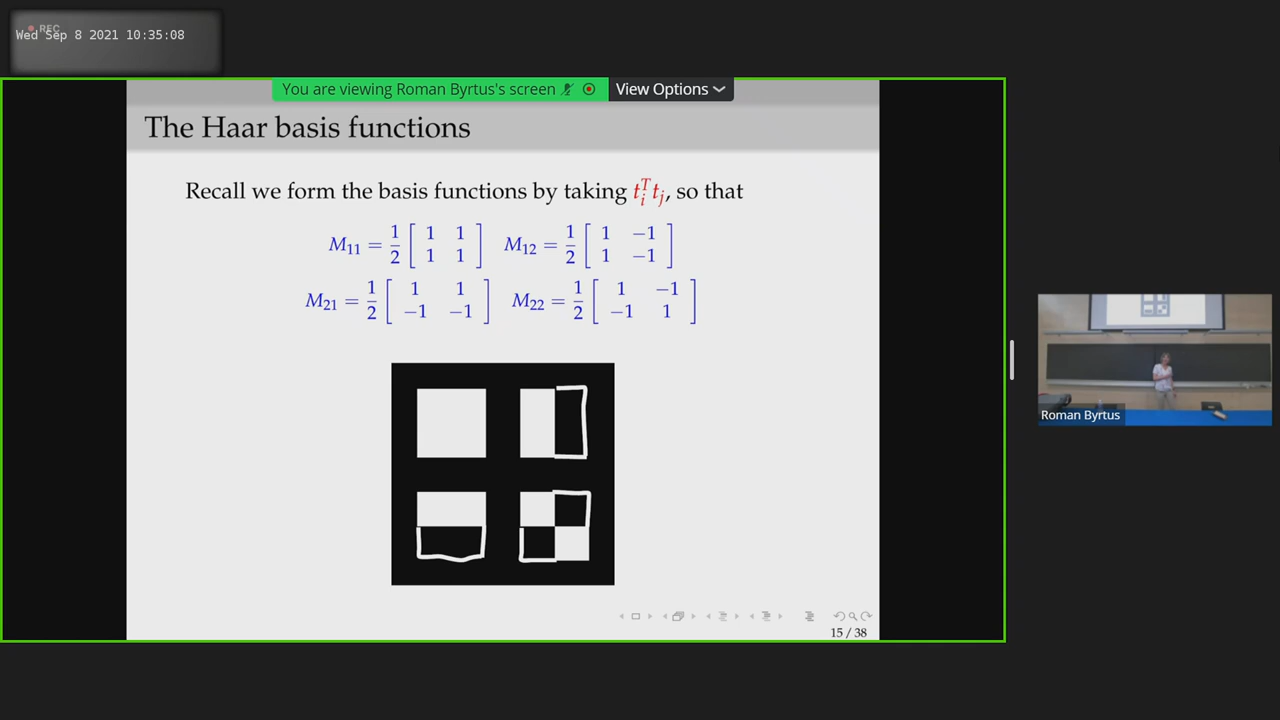 REC
Wed Sep 8 2021 10:35:08
You are viewing Roman Byrtus's screen
View Options
The Haar basis functions
Recall we form the basis functions by taking t_i^T t_j, so that
M₁₁ = 1/2 [ 1 1 ; 1 1 ] M₁₂ = 1/2 [ 1 −1 ; 1 −1 ]
M₂₁ = 1/2 [ 1 1 ; −1 −1 ] M₂₂ = 1/2 [ 1 −1 ; −1 1 ]
Roman Byrtus
15 / 38